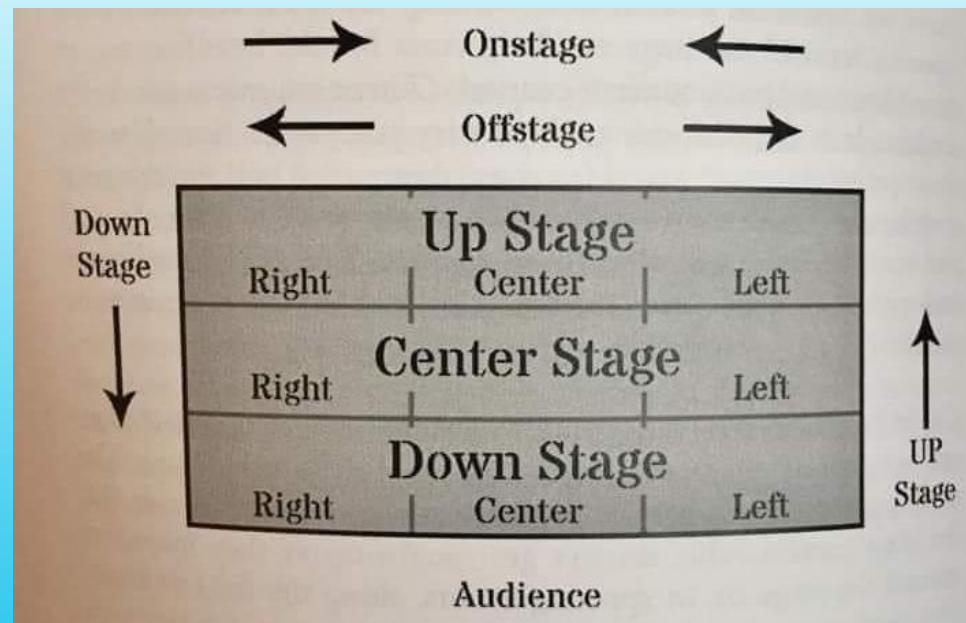 Onstage
Offstage
Down
Stage
Up Stage
Right Center Left
Center Stage
Right Left
Down Stage
Right Center Left
UP
Stage
Audience